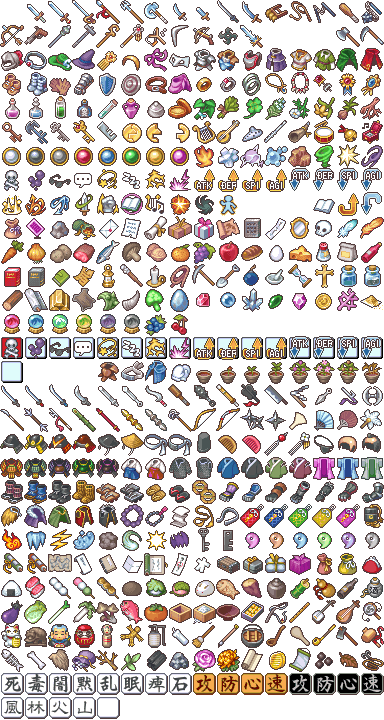 ATK DEF SPI AGI ATK DEF SPI AGI
ATK DEF SPI AGI ATK DEF SPI AGI
死 毒 闇 黙 乱 眠 痺 石 攻 防 心 速 攻 防 心 速
風 林 火 山